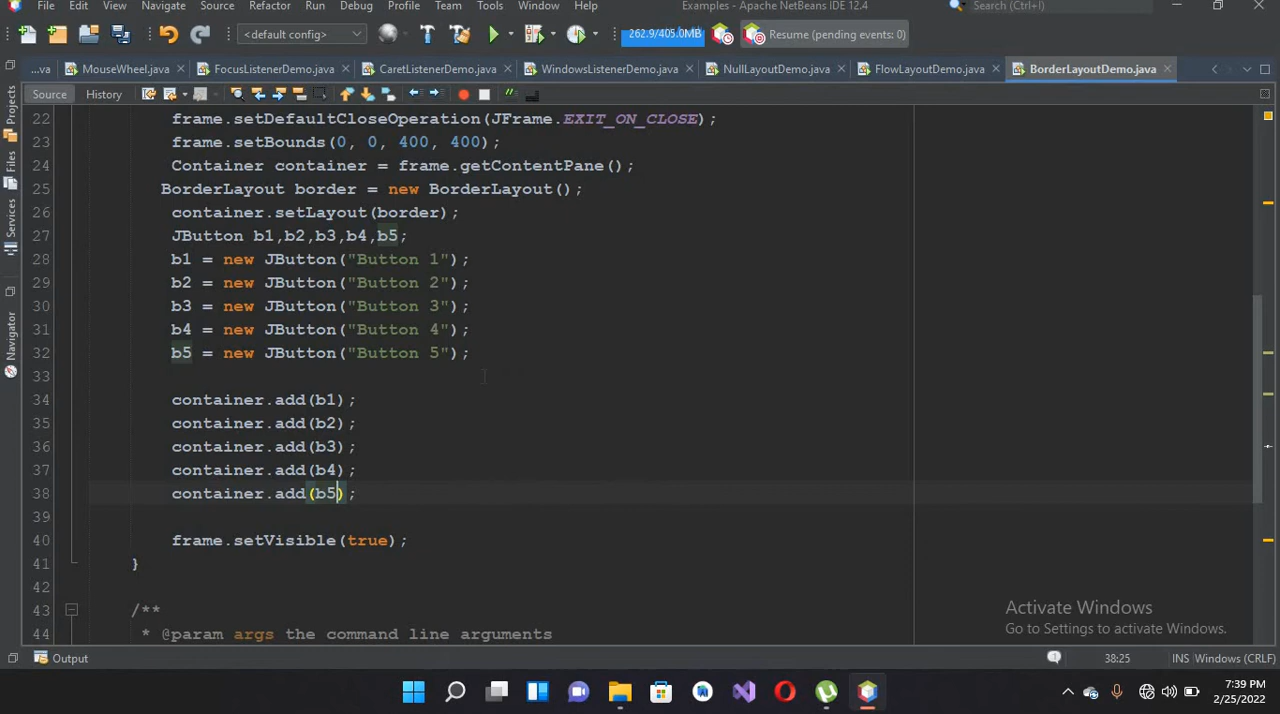 File Edit View Navigate Source Refactor Run Debug Profile Team Tools Window Help Examples - Apache NetBeans IDE 12.4 Search (Ctrl+I)
<default config> 262.9/405.0MB Resume (pending events: 0)
...va MouseWheel.java FocusListenerDemo.java CaretListenerDemo.java WindowsListenerDemo.java NullLayoutDemo.java FlowLayoutDemo.java BorderLayoutDemo.java
Source History
Projects
Files
Services
Navigator
22 frame.setDefaultCloseOperation(JFrame.EXIT_ON_CLOSE);
23 frame.setBounds(0, 0, 400, 400);
24 Container container = frame.getContentPane();
25 BorderLayout border = new BorderLayout();
26 container.setLayout(border);
27 JButton b1,b2,b3,b4,b5;
28 b1 = new JButton("Button 1");
29 b2 = new JButton("Button 2");
30 b3 = new JButton("Button 3");
31 b4 = new JButton("Button 4");
32 b5 = new JButton("Button 5");
33
34 container.add(b1);
35 container.add(b2);
36 container.add(b3);
37 container.add(b4);
38 container.add(b5);
39
40 frame.setVisible(true);
41 }
42
43 /**
44 * @param args the command line arguments
Activate Windows
Go to Settings to activate Windows.
Output 38:25 INS Windows (CRLF)
7:39 PM
2/25/2022